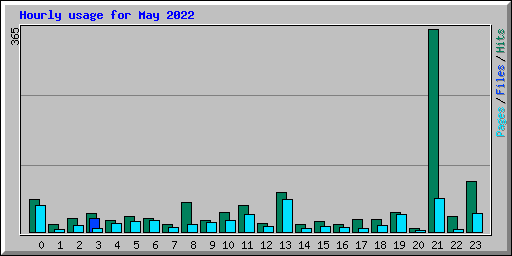 Hourly usage for May 2022
365
Pages/Files/Hits
0 1 2 3 4 5 6 7 8 9 10 11 12 13 14 15 16 17 18 19 20 21 22 23